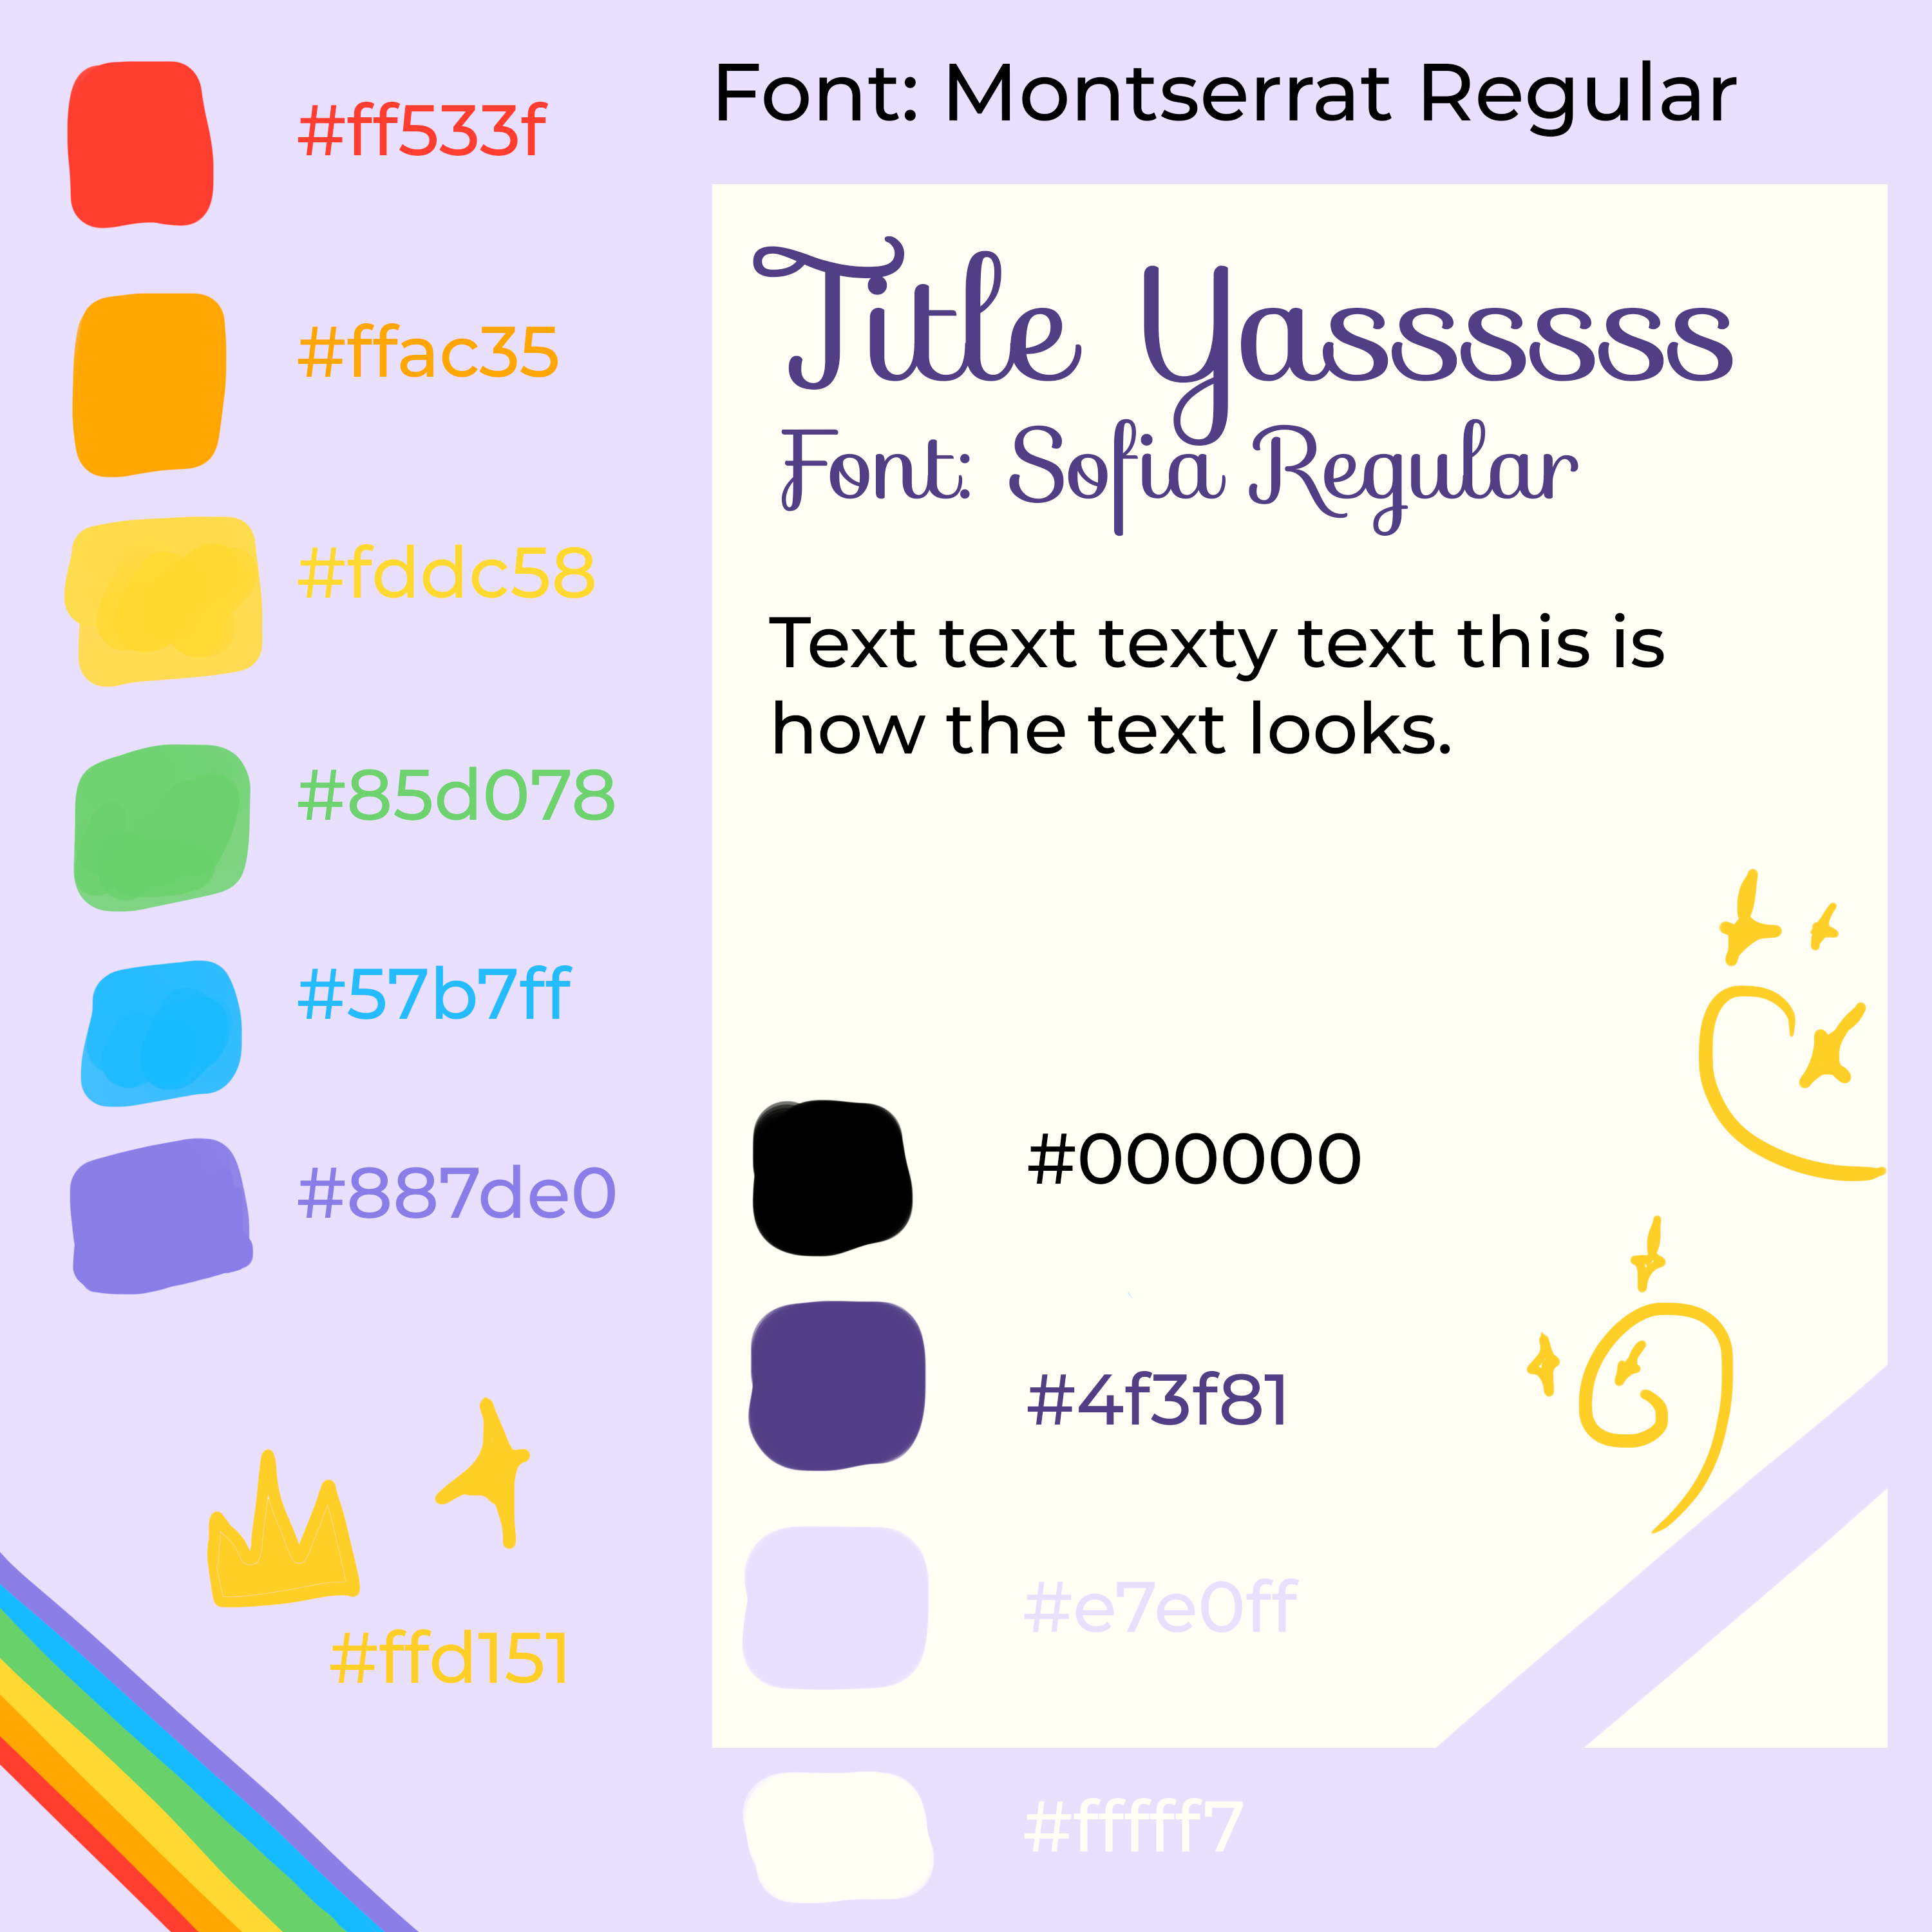 #ff533f
#ffac35
#fddc58
#85d078
#57b7ff
#887de0
#ffd151
Font: Montserrat Regular
Title Yassssssss
Font: Sofia Regular
Text text texty text this is
how the text looks.
#000000
#4f3f81
#e7e0ff
#fffff7